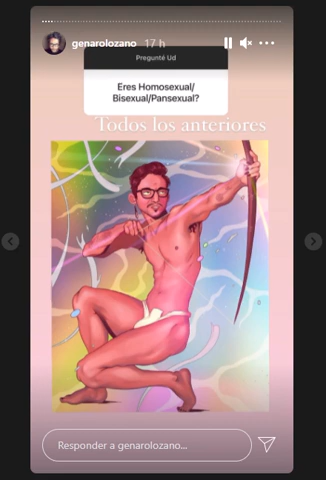 genarolozano 17 h
Pregunté Ud
Eres Homosexual/
Bisexual/Pansexual?
Todos los anteriores
Responder a genarolozano...